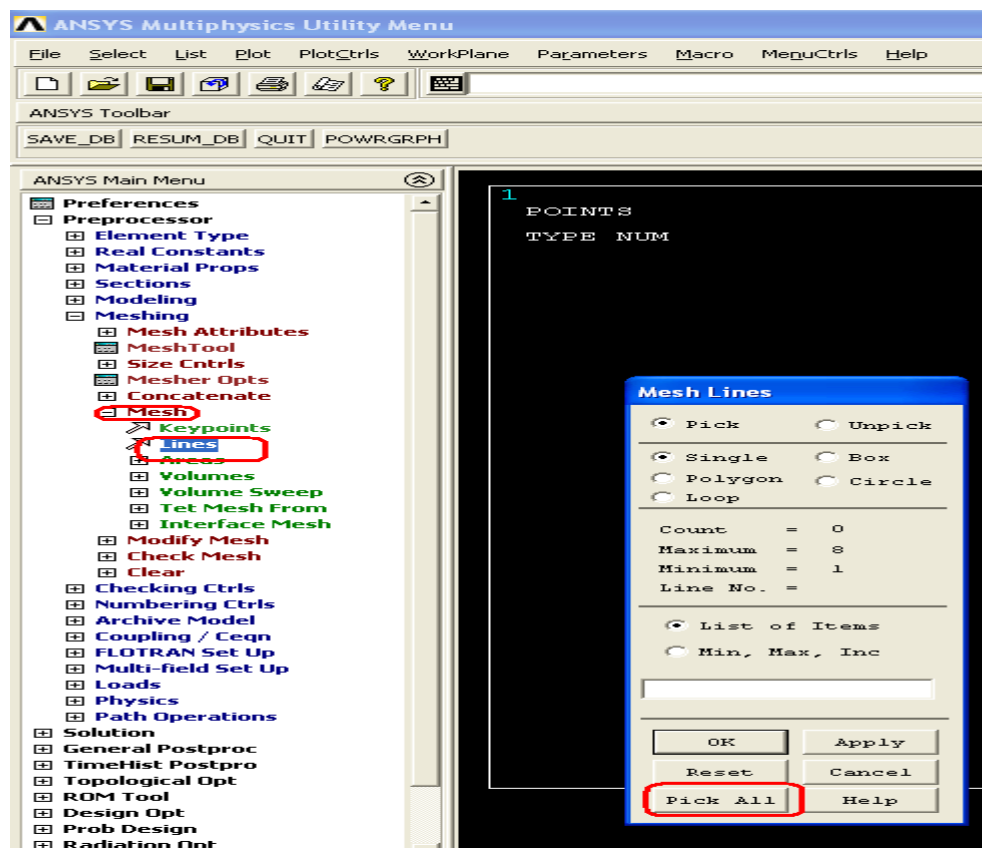 ANSYS Multiphysics Utility Menu
File Select List Plot PlotCtrls WorkPlane Parameters Macro MenuCtrls Help
ANSYS Toolbar
SAVE_DB RESUM_DB QUIT POWRGRPH
ANSYS Main Menu
Preferences
Preprocessor
Element Type
Real Constants
Material Props
Sections
Modeling
Meshing
Mesh Attributes
MeshTool
Size Cntrls
Mesher Opts
Concatenate
Mesh
Keypoints
Lines
Areas
Volumes
Volume Sweep
Tet Mesh From
Interface Mesh
Modify Mesh
Check Mesh
Clear
Checking Ctrls
Numbering Ctrls
Archive Model
Coupling / Ceqn
FLOTRAN Set Up
Multi-field Set Up
Loads
Physics
Path Operations
Solution
General Postproc
TimeHist Postpro
Topological Opt
ROM Tool
Design Opt
Prob Design
Radiation Opt
1
POINTS
TYPE NUM
Mesh Lines
Pick Unpick
Single Box
Polygon Circle
Loop
Count = 0
Maximum = 8
Minimum = 1
Line No. =
List of Items
Min, Max, Inc
OK Apply
Reset Cancel
Pick All Help